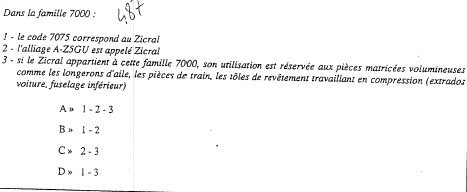 Dans la famille 7000 :
4,87
1 - le code 7075 correspond au Zicral
2 - l'alliage A-Z5GU est appelé Zicral
3 - si le Zicral appartient à cette famille 7000, son utilisation est réservée aux pièces matricées volumineuses
comme les longerons d'aile, les pièces de train, les tôles de revêtement travaillant en compression (extrados
voiture, fuselage inférieur)
A » 1 - 2 - 3
B » 1 - 2
C » 2 - 3
D » 1 - 3